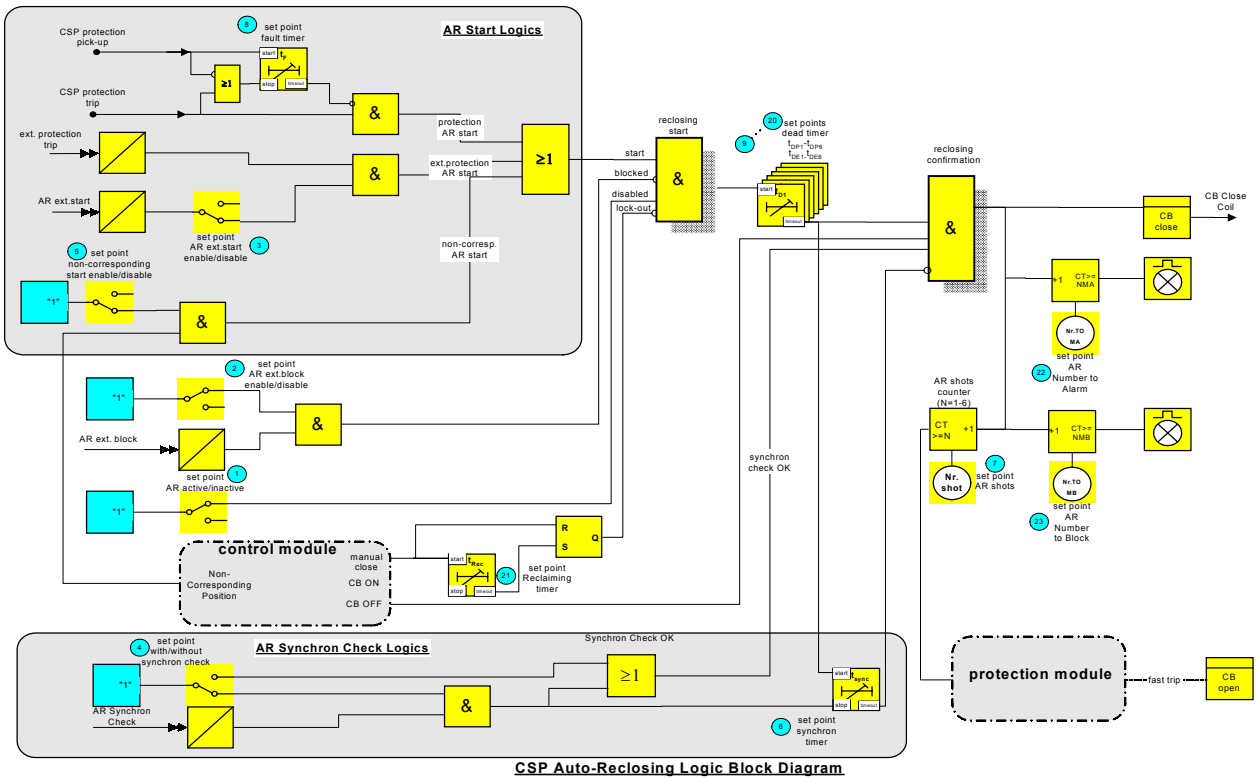 AR Start Logics
CSP protection
pick-up
8
set point
fault timer
start
tF
stop
timeout
≥1
CSP protection
trip
&
protection
AR start
ext. protection
trip
&
ext.protection
AR start
≥1
AR ext.start
set point
AR ext.start
enable/disable
3
5
set point
non-corresponding
start enable/disable
"1"
&
non-corresp.
AR start
reclosing
start
start
blocked
disabled
lock-out
&
9
20
set points
dead timer
tDP1-tDP6
tDE1-tDE6
start
tD1
timeout
reclosing
confirmation
&
CB
close
CB Close
Coil
+1
CT>=
NMA
Nr.TO
MA
22
set point
AR
Number to
Alarm
2
set point
AR ext.block
enable/disable
"1"
&
AR ext. block
1
set point
AR active/inactive
"1"
AR shots
counter
(N=1-6)
CT
>=N
+1
Nr.
shot
7
set point
AR shots
+1
CT>=
NMB
Nr.TO
MB
23
set point
AR
Number
to Block
synchron
check OK
control module
manual
close
Non-
Corresponding
Position
CB ON
CB OFF
start
tRec
stop
timeout
21
set point
Reclaiming
timer
R
S
Q
AR Synchron Check Logics
4
set point
with/without
synchron check
"1"
AR Synchron
Check
&
≥1
Synchron Check OK
start
tsync
stop
timeout
6
set point
synchron
timer
protection module
fast trip
CB
open
CSP Auto-Reclosing Logic Block Diagram